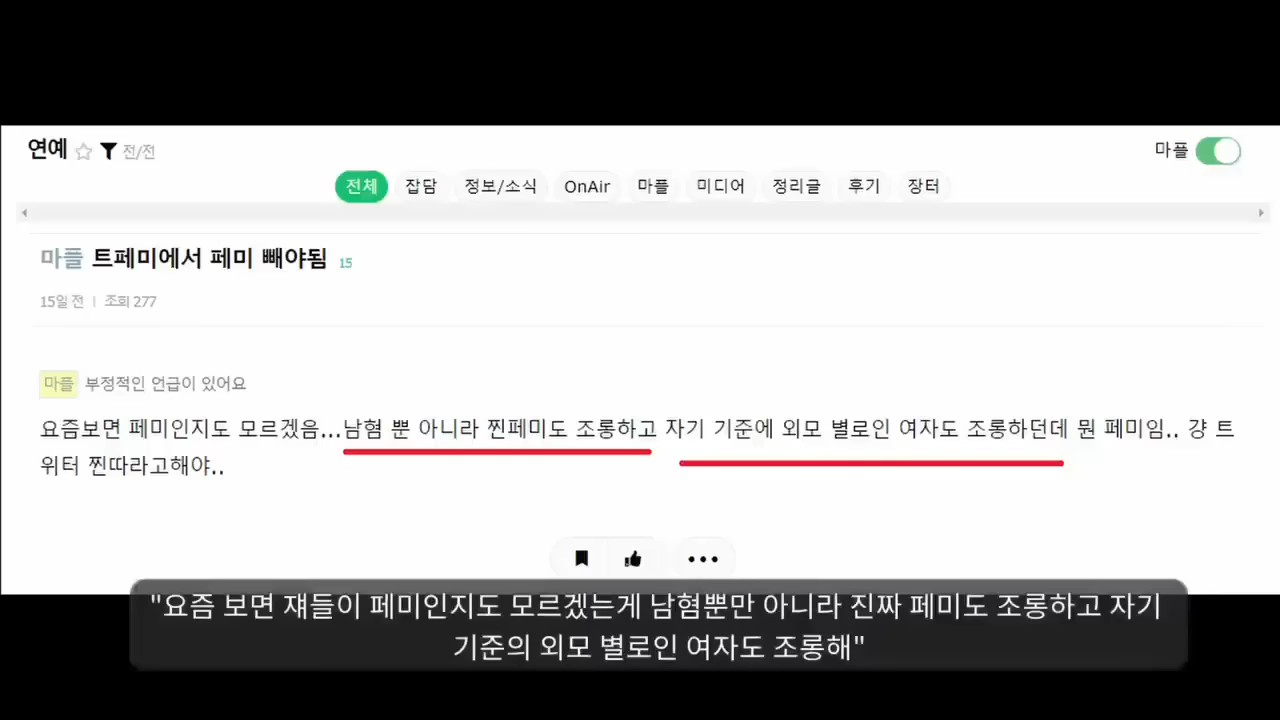 연예 전/전
마플
전체 잡담 정보/소식 OnAir 마플 미디어 정리글 후기 장터
마플 트페미에서 페미 빼야됨 15
15일 전 | 조회 277
마플 부정적인 언급이 있어요
요즘보면 페미인지도 모르겠음...남혐 뿐 아니라 찐페미도 조롱하고 자기 기준에 외모 별로인 여자도 조롱하던데 뭔 페미임.. 걍 트
위터 찐따라고해야..
"요즘 보면 쟤들이 페미인지도 모르겠는게 남혐뿐만 아니라 진짜 페미도 조롱하고 자기
기준의 외모 별로인 여자도 조롱해"